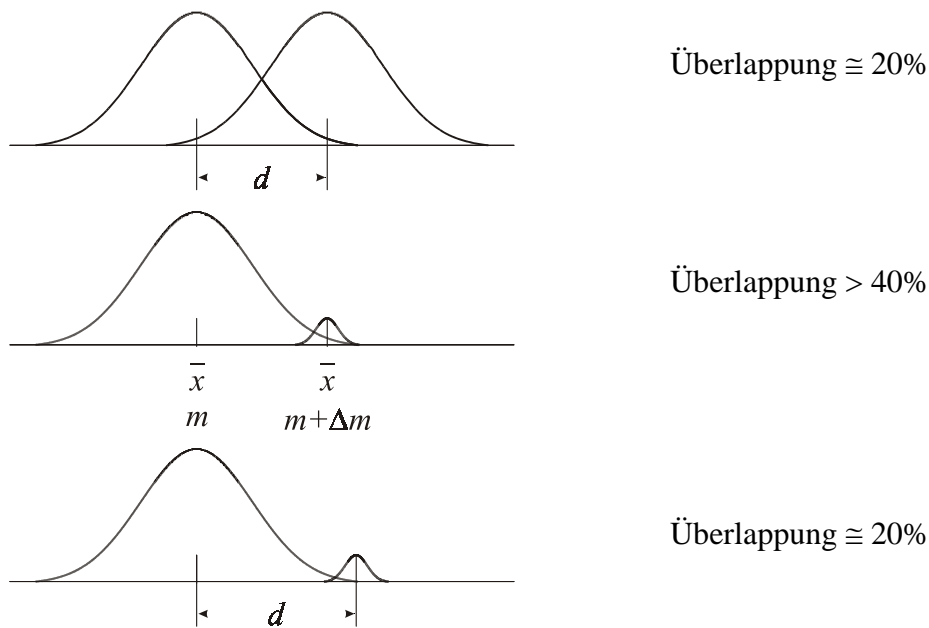 Überlappung ≅ 20%
d
Überlappung > 40%
x̅ x̅
m m+Δm
Überlappung ≅ 20%
d